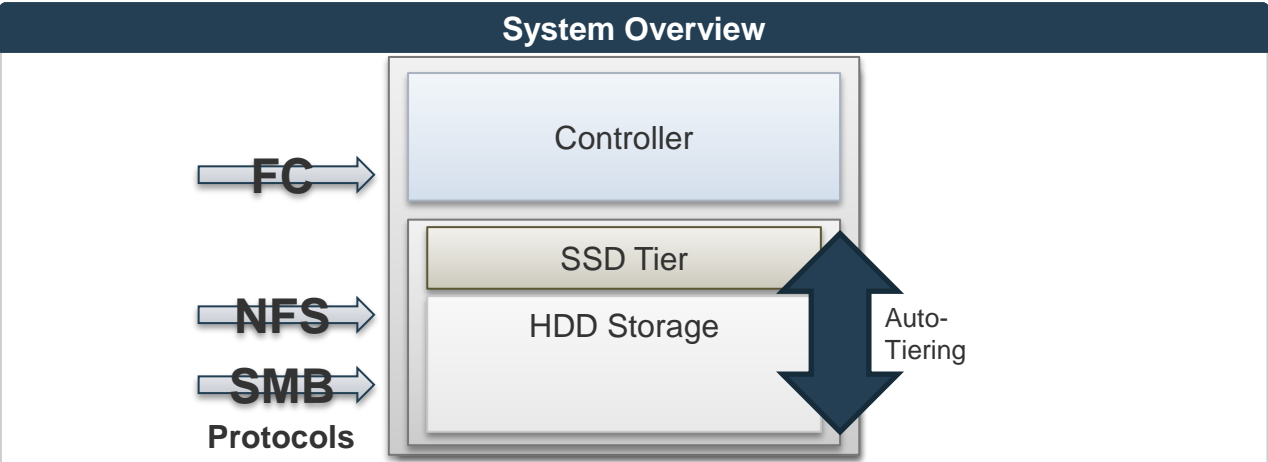 System Overview
Controller
FC
SSD Tier
NFS
HDD Storage
Auto-
Tiering
SMB
Protocols